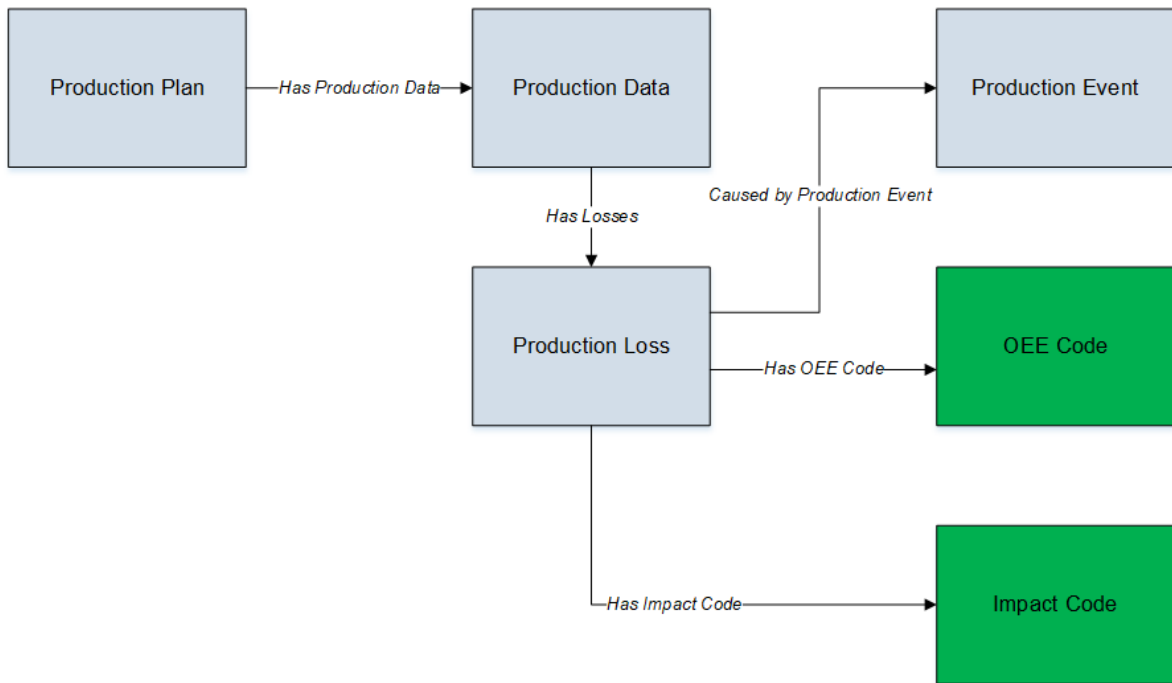 Production Plan
Has Production Data
Production Data
Production Event
Caused by Production Event
Has Losses
Production Loss
Has OEE Code
OEE Code
Has Impact Code
Impact Code